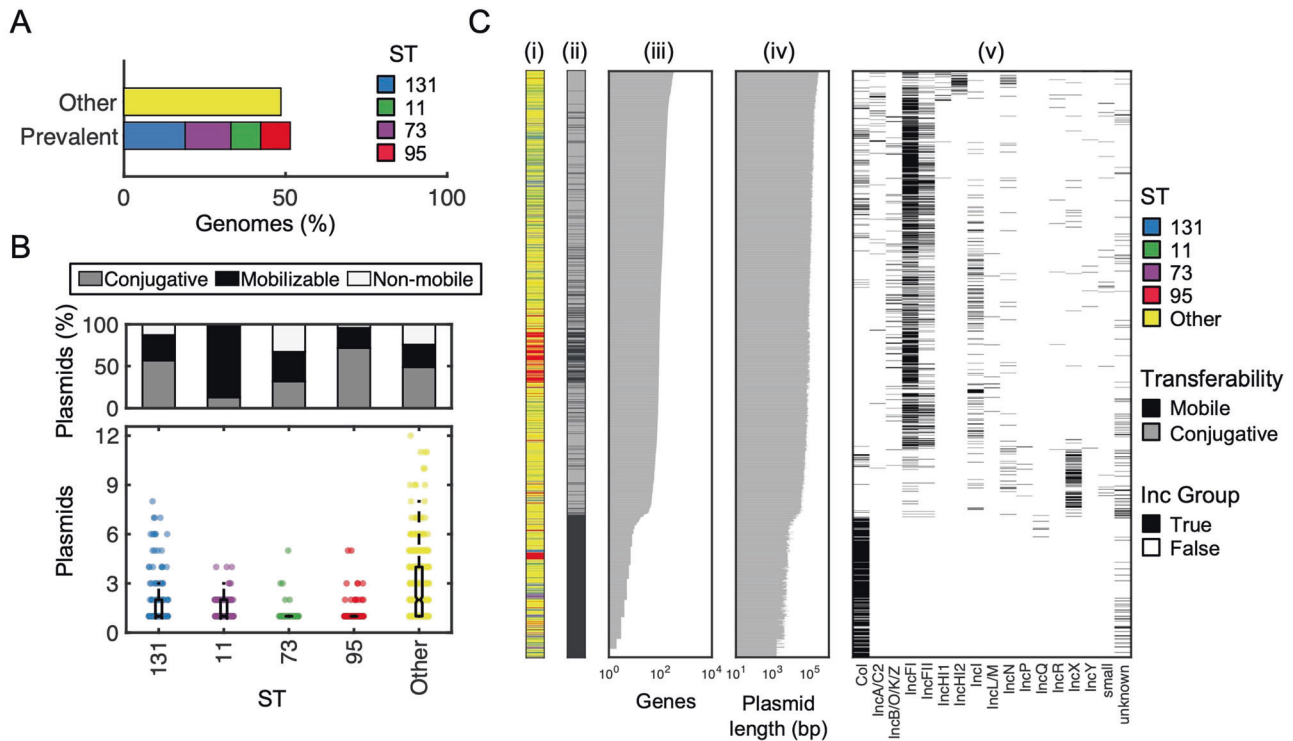 A
ST
131
11
73
95
Other
Prevalent
0
50
100
Genomes (%)
B
Conjugative
Mobilizable
Non-mobile
Plasmids (%)
100
50
0
Plasmids
12
9
6
3
0
131
11
73
95
Other
ST
C
(i)
(ii)
(iii)
(iv)
(v)
10^0
10^2
10^4
Genes
10^1
10^5
Plasmid
length (bp)
Col
IncA/C2
IncB/O/K/Z
IncFI
IncFII
IncHI1
IncHI2
IncI
IncL/M
IncN
IncP
IncQ
IncR
IncX
IncY
small
unknown
ST
131
11
73
95
Other
Transferability
Mobile
Conjugative
Inc Group
True
False